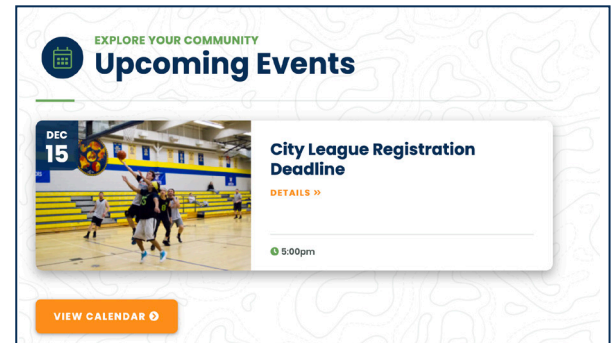 EXPLORE YOUR COMMUNITY
Upcoming Events
DEC
15
City League Registration
Deadline
DETAILS »
5:00pm
VIEW CALENDAR